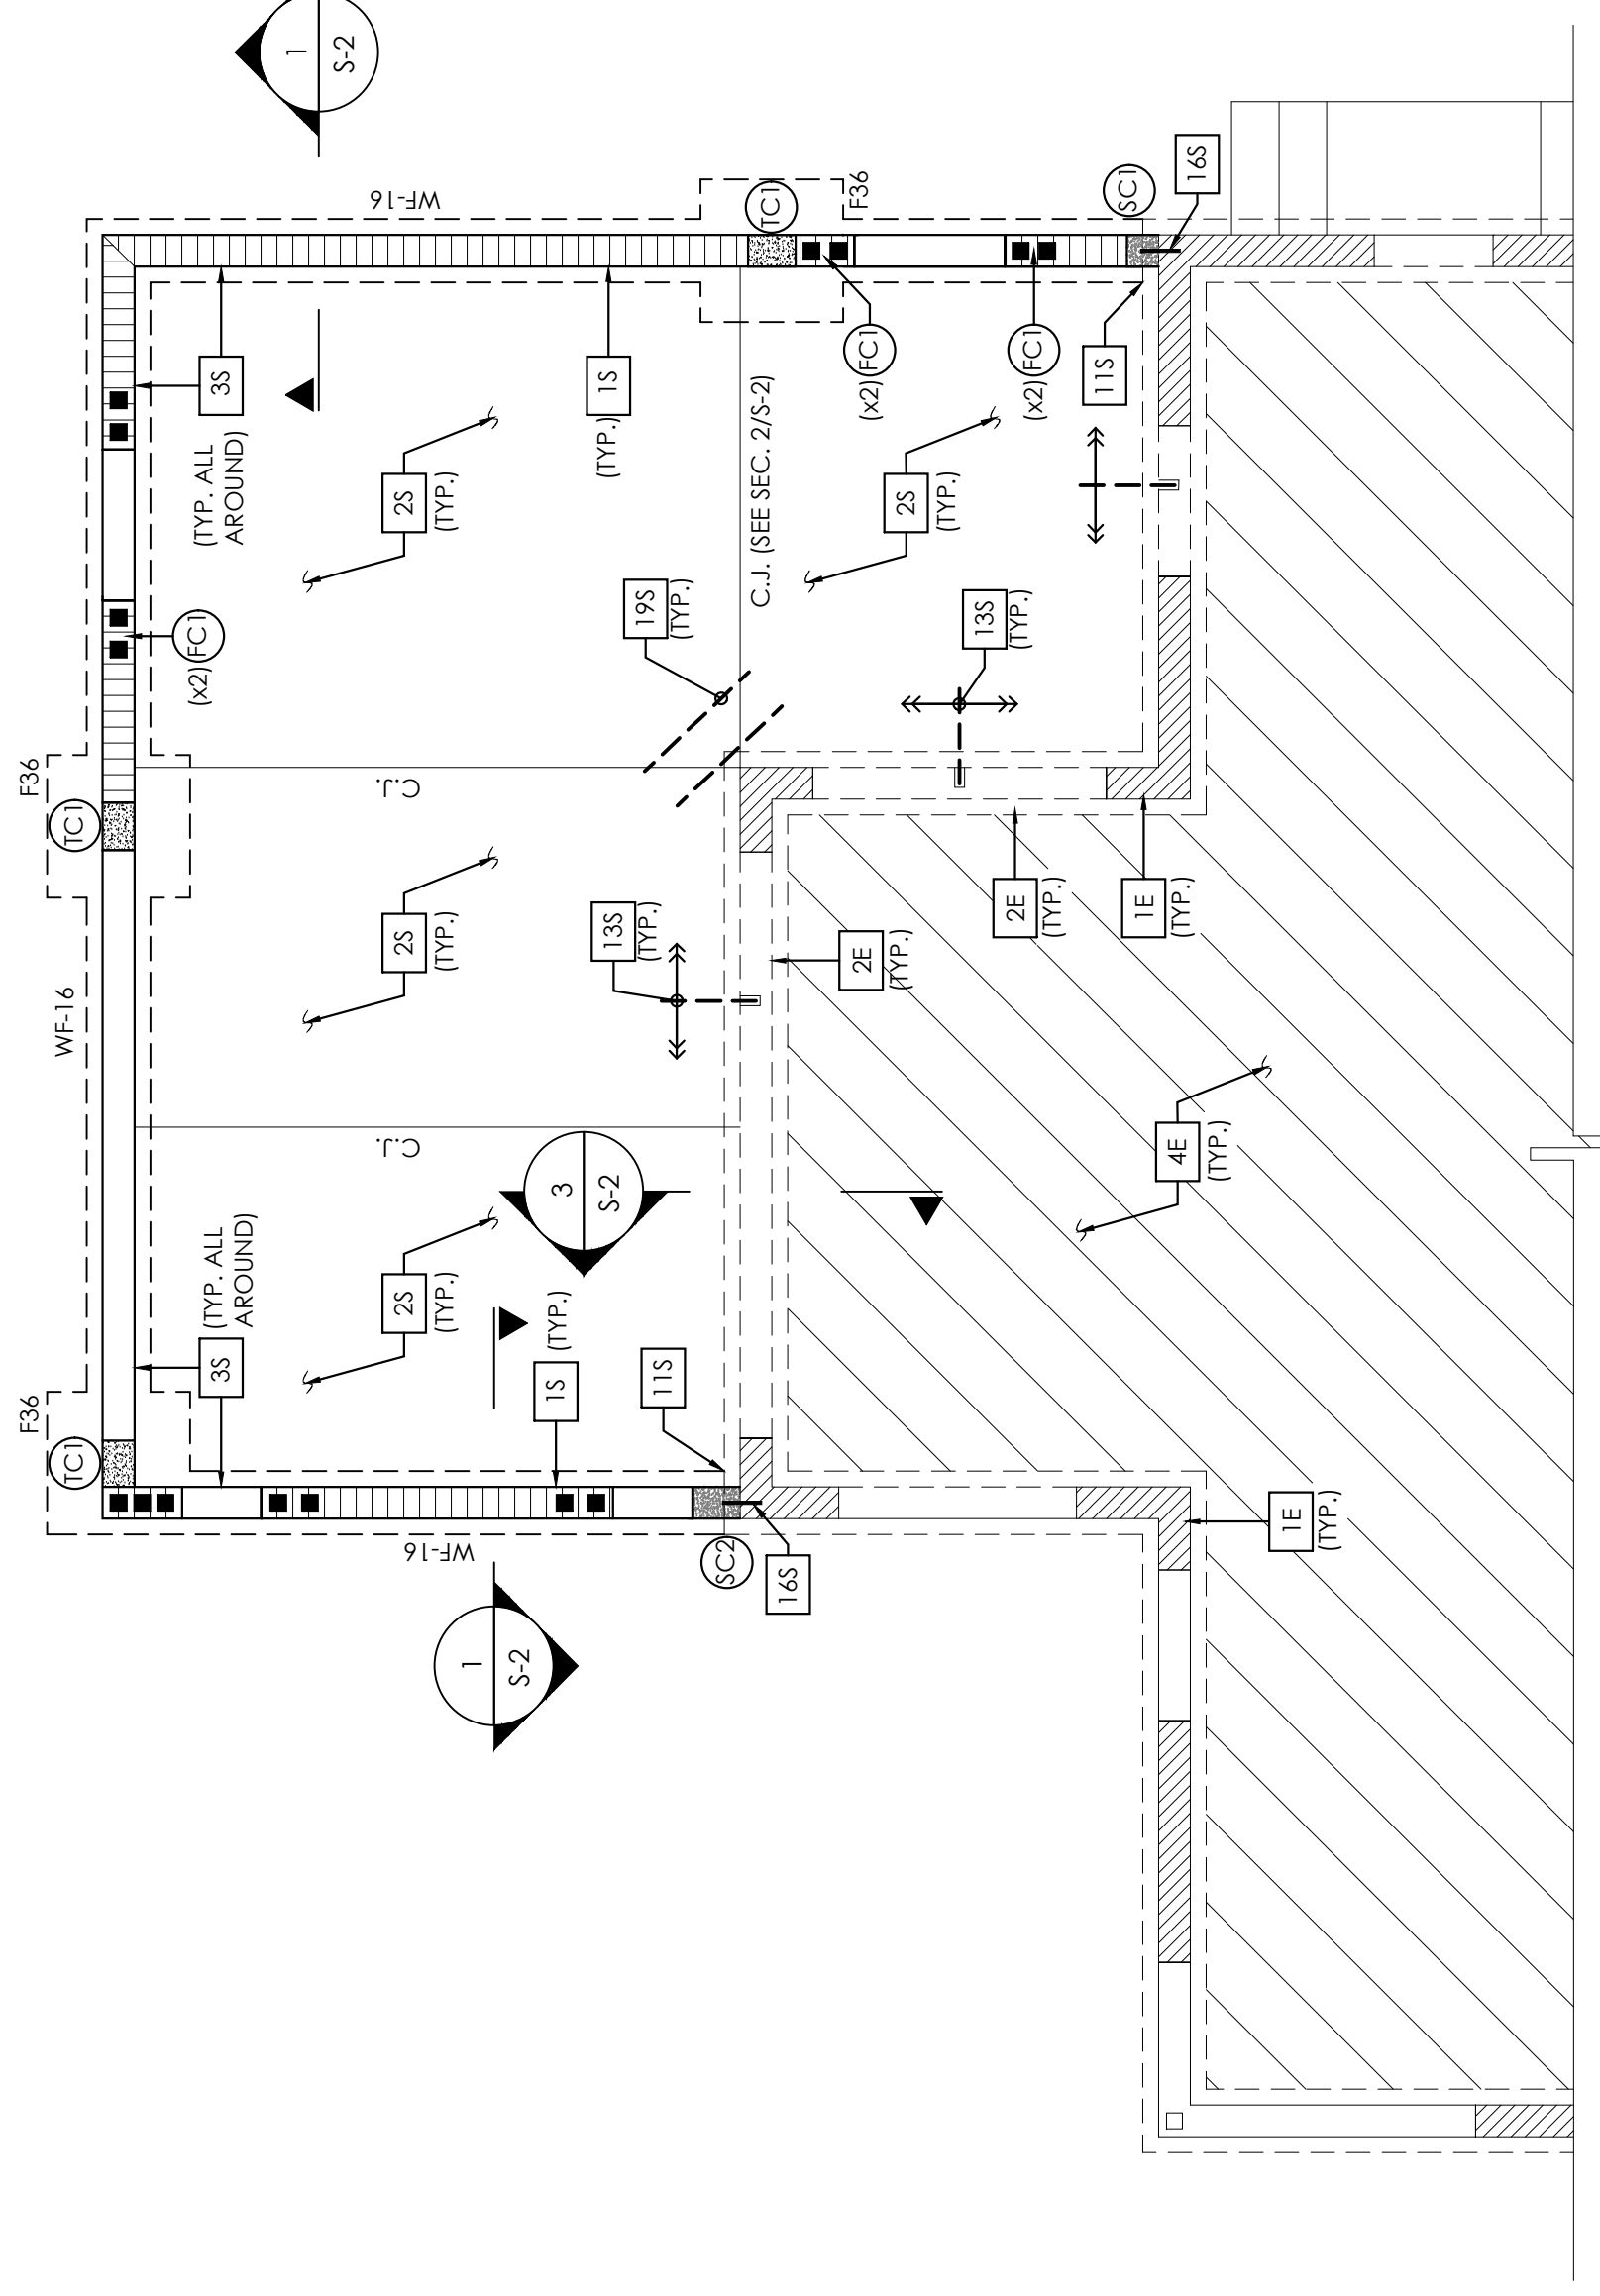 F36
TC1
WF-16
F36
TC1
F36
TC1
WF-16
WF-16
1
S-2
1
S-2
3
S-2
3S
(TYP. ALL
AROUND)
3S
(TYP. ALL
AROUND)
(x2) FC1
2S
(TYP.)
2S
(TYP.)
2S
(TYP.)
2S
(TYP.)
C.J.
C.J.
1S
(TYP.)
1S
(TYP.)
11S
SC2
16S
13S
(TYP.)
19S
(TYP.)
C.J. (SEE SEC. 2/S-2)
(x2) FC1
(x2) FC1
TC1
F36
SC1
16S
11S
13S
(TYP.)
2E
(TYP.)
2E
(TYP.)
1E
(TYP.)
4E
(TYP.)
1E
(TYP.)